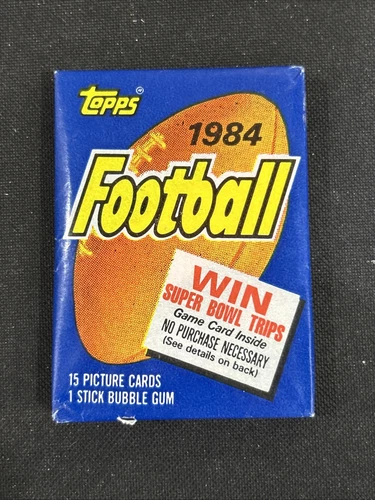 Topps
1984
Football
WIN
SUPER BOWL TRIPS
Game Card Inside
NO PURCHASE NECESSARY
(See details on back)
15 PICTURE CARDS
1 STICK BUBBLE GUM